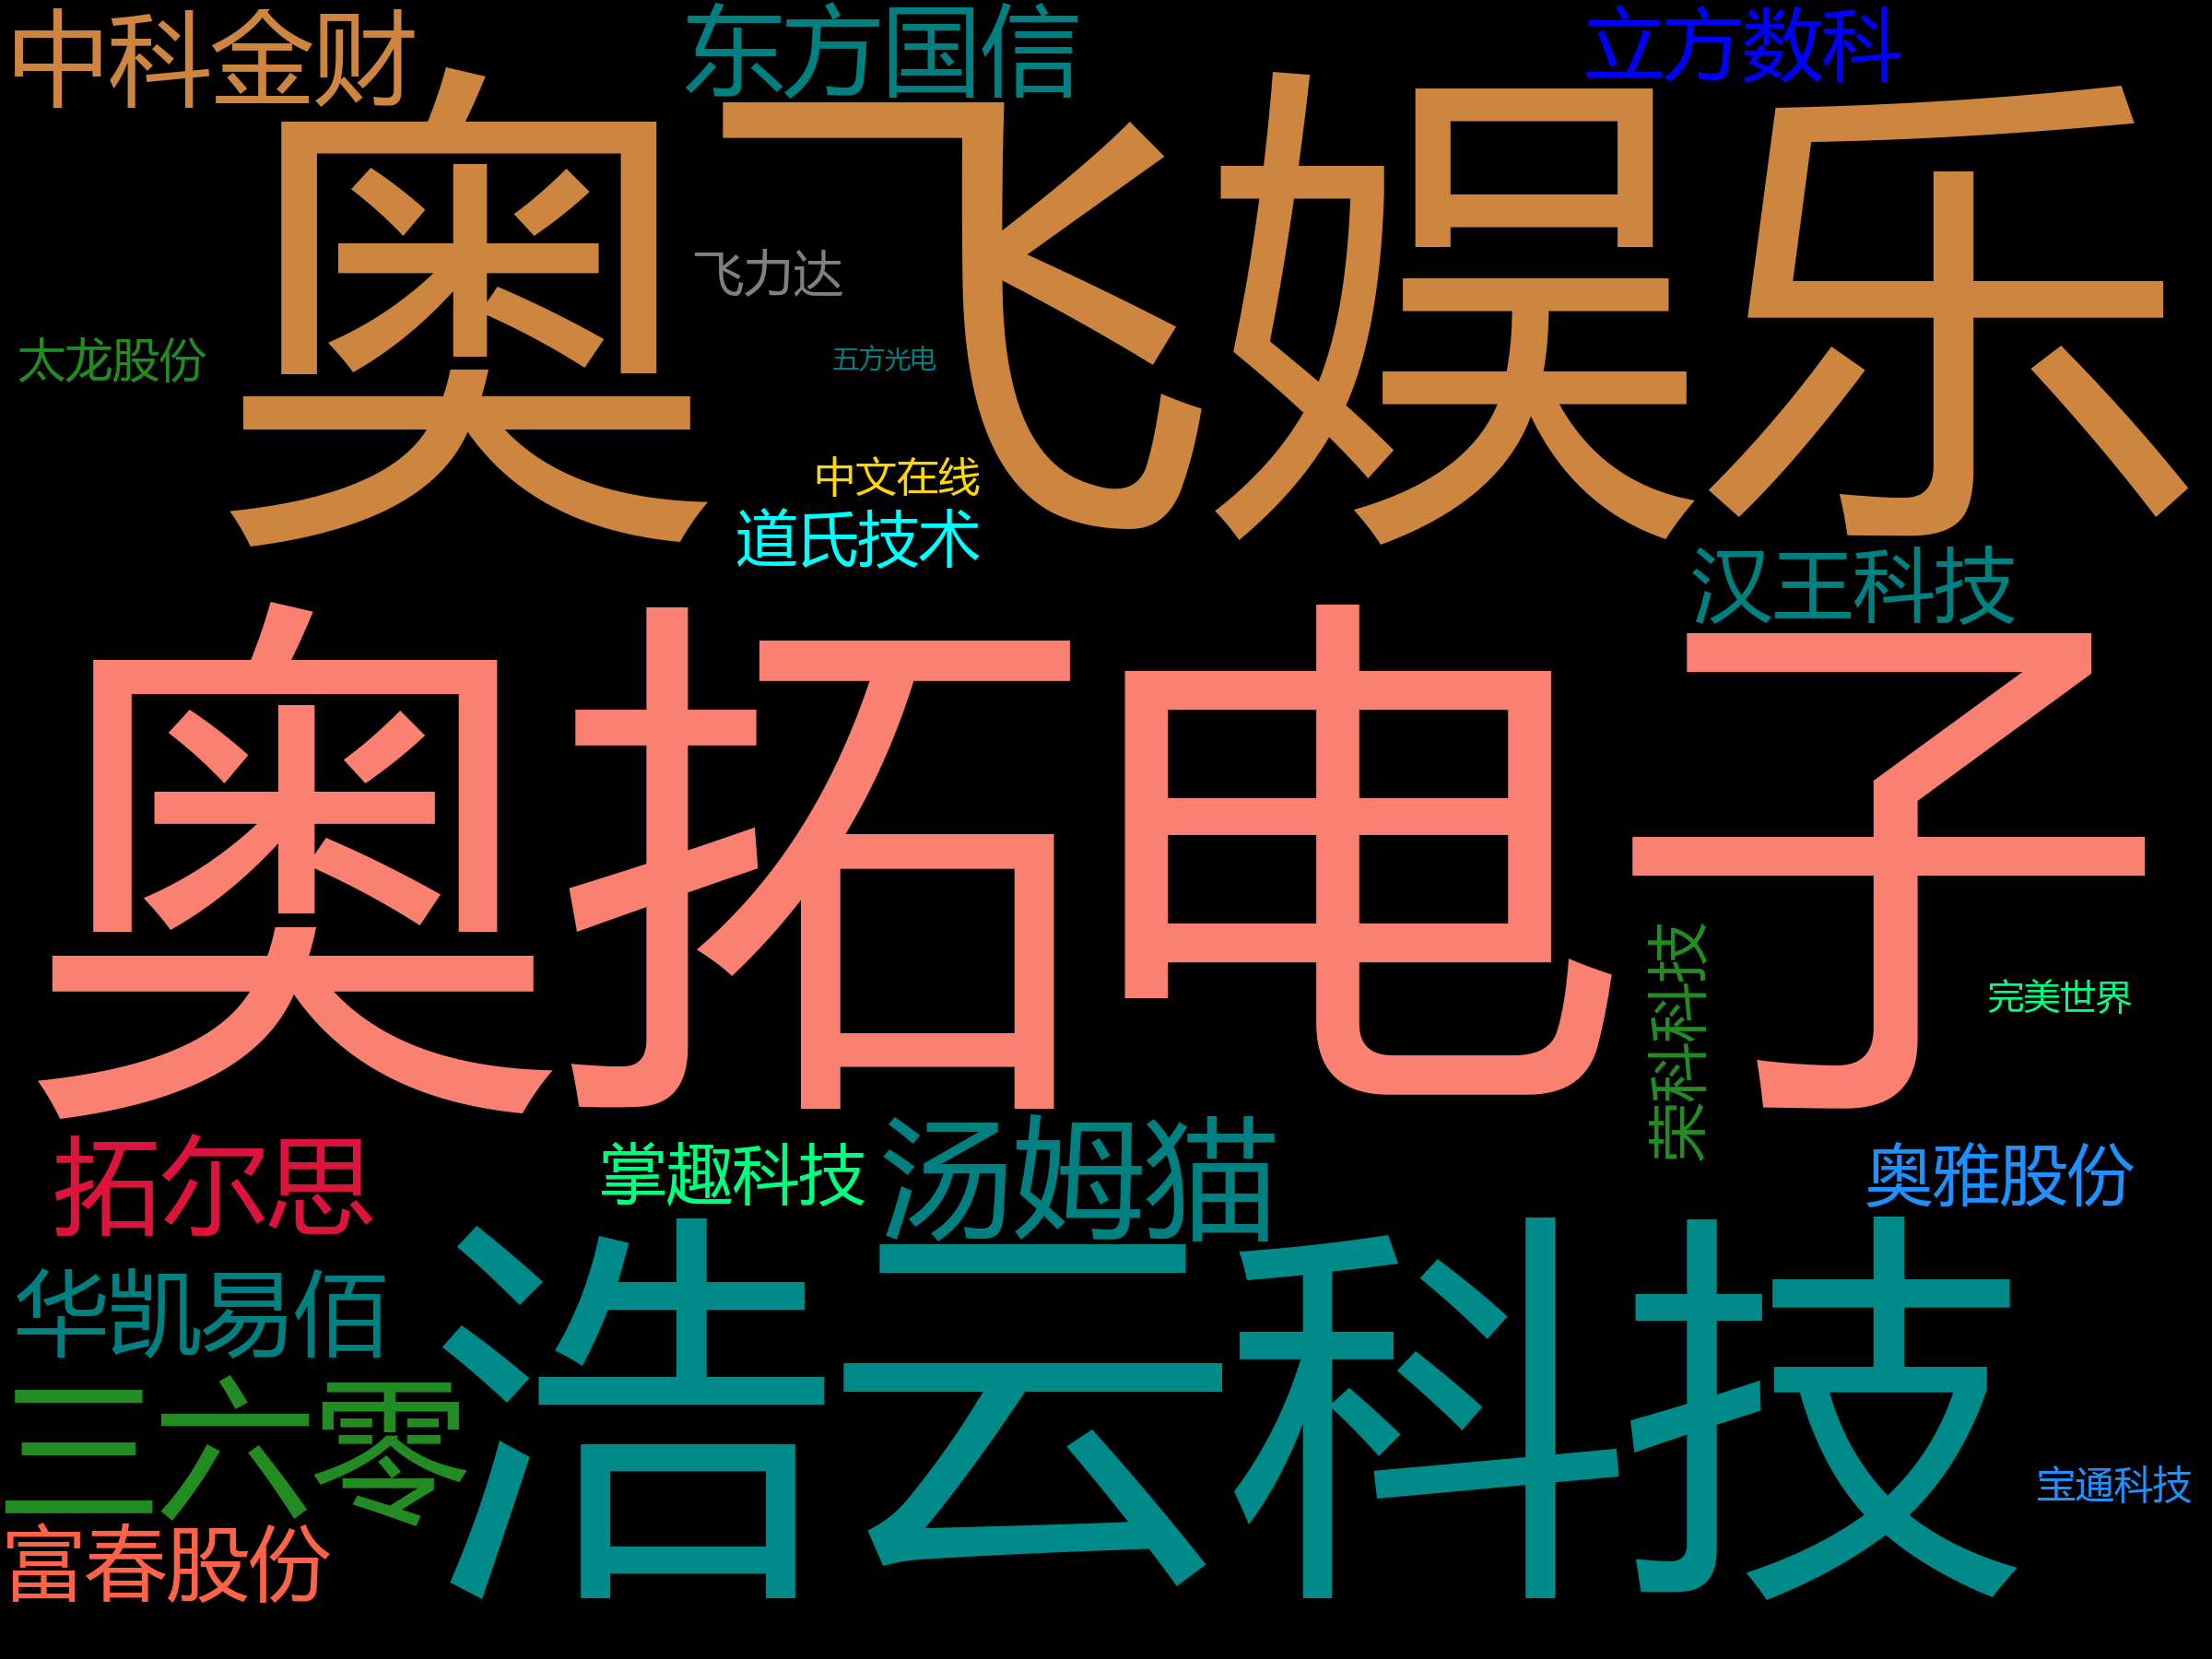 中科金财
东方国信
立方数科
奥飞娱乐
飞力达
太龙股份
五方光电
中文在线
道氏技术
汉王科技
奥拓电子
荣科科技
完美世界
拓尔思
掌趣科技
汤姆猫
奥雅股份
华凯易佰
浩云科技
三六零
宝通科技
富春股份